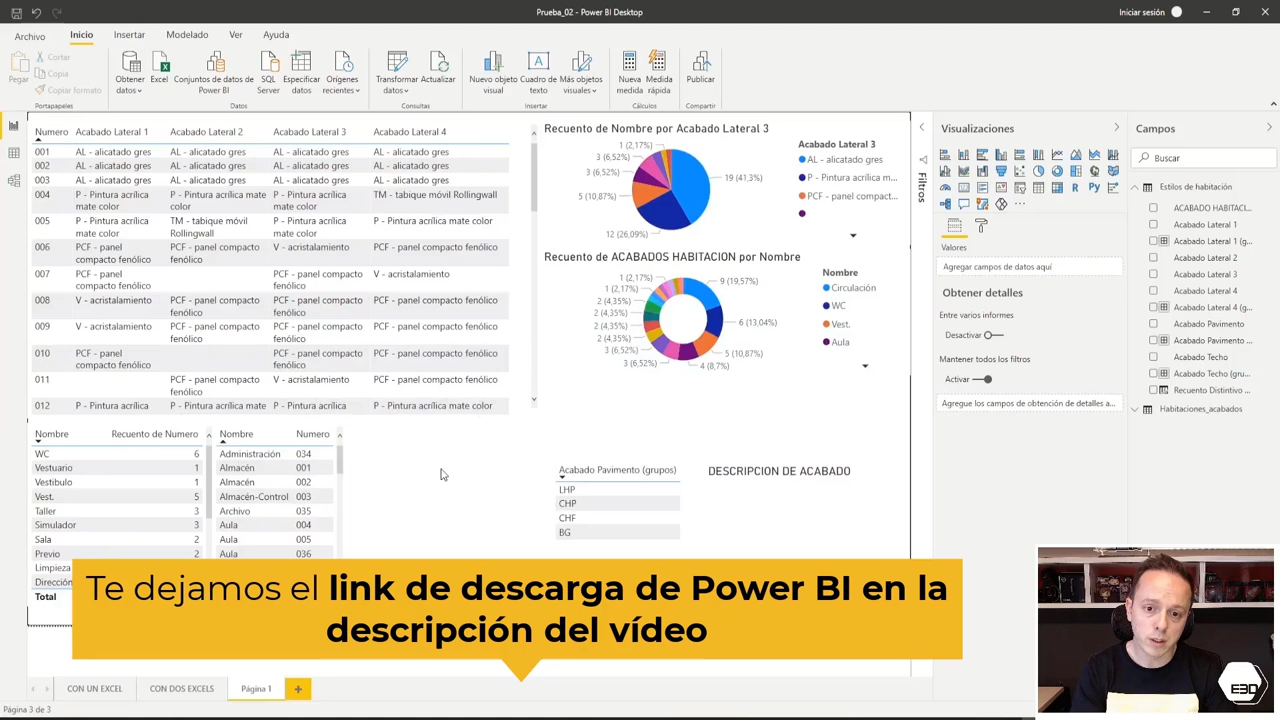 Prueba_02 - Power BI Desktop
Iniciar sesión
Archivo Inicio Insertar Modelado Ver Ayuda
Pegar
Cortar
Copia
Copiar formato
Portapapeles
Obtener datos
Excel
Conjuntos de datos de Power BI
SQL Server
Especificar datos
Orígenes recientes
Datos
Transformar datos
Actualizar
Consultas
Nuevo objeto visual
Cuadro de texto
Más objetos visuales
Insertar
Nueva medida
Medida rápida
Cálculos
Publicar
Compartir
Numero Acabado Lateral 1 Acabado Lateral 2 Acabado Lateral 3 Acabado Lateral 4
001 AL - alicatado gres AL - alicatado gres AL - alicatado gres AL - alicatado gres
002 AL - alicatado gres AL - alicatado gres AL - alicatado gres AL - alicatado gres
003 AL - alicatado gres AL - alicatado gres AL - alicatado gres AL - alicatado gres
004 P - Pintura acrílica mate color P - Pintura acrílica mate color P - Pintura acrílica mate color TM - tabique móvil Rollingwall
005 P - Pintura acrílica mate color TM - tabique móvil Rollingwall P - Pintura acrílica mate color P - Pintura acrílica mate color
006 PCF - panel compacto fenólico PCF - panel compacto fenólico V - acristalamiento PCF - panel compacto fenólico
007 PCF - panel compacto fenólico PCF - panel compacto fenólico V - acristalamiento
008 V - acristalamiento PCF - panel compacto fenólico PCF - panel compacto fenólico PCF - panel compacto fenólico
009 V - acristalamiento PCF - panel compacto fenólico PCF - panel compacto fenólico PCF - panel compacto fenólico
010 PCF - panel compacto fenólico PCF - panel compacto fenólico PCF - panel compacto fenólico
011 PCF - panel compacto fenólico V - acristalamiento PCF - panel compacto fenólico
012 P - Pintura acrílica P - Pintura acrílica mate P - Pintura acrílica P - Pintura acrílica mate color
Recuento de Nombre por Acabado Lateral 3
1 (2,17%)
3 (6,52%)
3 (6,52%)
5 (10,87%)
12 (26,09%)
19 (41,3%)
Acabado Lateral 3
AL - alicatado gres
P - Pintura acrílica m...
PCF - panel compact...
Recuento de ACABADOS HABITACION por Nombre
1 (2,17%)
1 (2,17%)
2 (4,35%)
2 (4,35%)
2 (4,35%)
2 (4,35%)
3 (6,52%)
3 (6,52%)
4 (8,7%)
5 (10,87%)
6 (13,04%)
9 (19,57%)
Nombre
Circulación
WC
Vest.
Aula
Nombre Recuento de Numero
WC 6
Vestuario 1
Vestibulo 1
Vest. 5
Taller 3
Simulador 3
Sala 2
Previo 2
Limpieza
Dirección
Total
Nombre Numero
Administración 034
Almacén 001
Almacén 002
Almacén-Control 003
Archivo 035
Aula 004
Aula 005
Aula 036
Acabado Pavimento (grupos)
LHP
CHP
CHF
BG
DESCRIPCION DE ACABADO
Filtros
Visualizaciones
R Py
Valores
Agregar campos de datos aquí
Obtener detalles
Entre varios informes
Desactivar
Mantener todos los filtros
Activar
Agregue los campos de obtención de detalles a...
Campos
Buscar
Estilos de habitación
ACABADO HABITACI...
Acabado Lateral 1
Acabado Lateral 1 (g...
Acabado Lateral 2
Acabado Lateral 3
Acabado Lateral 4
Acabado Lateral 4 (g...
Acabado Pavimento
Acabado Pavimento ...
Acabado Techo
Acabado Techo (gru...
Recuento Distintivo ...
Habitaciones_acabados
Te dejamos el link de descarga de Power BI en la
descripción del vídeo
E3D
CON UN EXCEL CON DOS EXCELS Página 1
Página 3 de 3